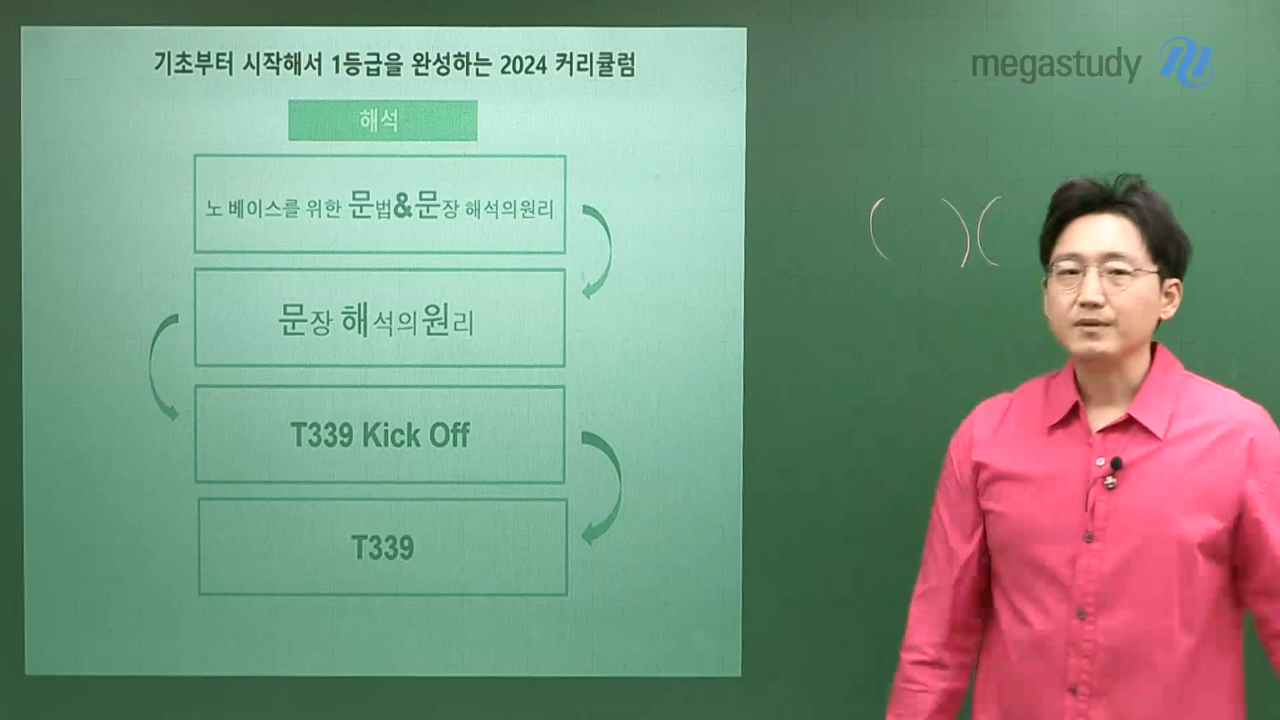 기초부터 시작해서 1등급을 완성하는 2024 커리큘럼
megastudy
해석
노 베이스를 위한 문법&문장 해석의원리
문장 해석의원리
( )(
T339 Kick Off
T339